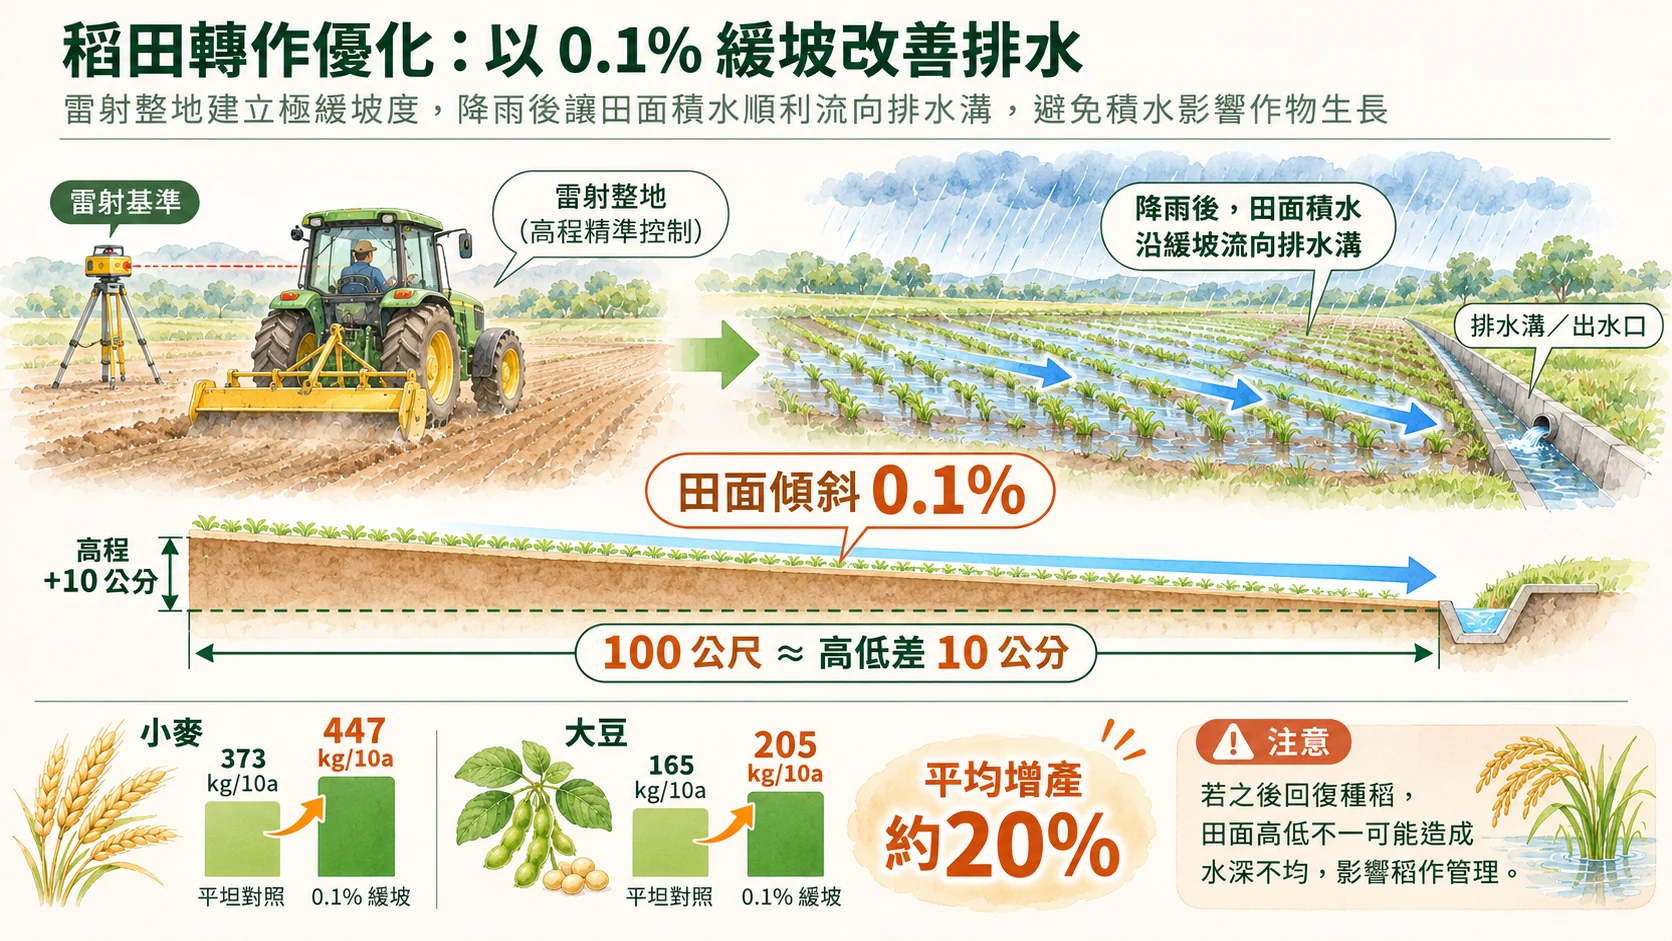 稻田轉作優化：以 0.1% 緩坡改善排水
雷射整地建立極緩坡度，降雨後讓田面積水順利流向排水溝，避免積水影響作物生長
雷射基準
雷射整地
（高程精準控制）
降雨後，田面積水
沿緩坡流向排水溝
排水溝／出水口
田面傾斜 0.1%
高程
+10 公分
100 公尺 ≈ 高低差 10 公分
小麥
373
kg/10a
447
kg/10a
平坦對照
0.1% 緩坡
大豆
165
kg/10a
205
kg/10a
平坦對照
0.1% 緩坡
平均增產
約20%
注意
若之後回復種稻，
田面高低不一可能造成
水深不均，影響稻作管理。